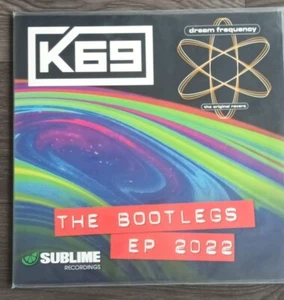 K69
dream frequency
the original ravers
THE BOOTLEGS
EP 2022
SUBLIME
RECORDINGS